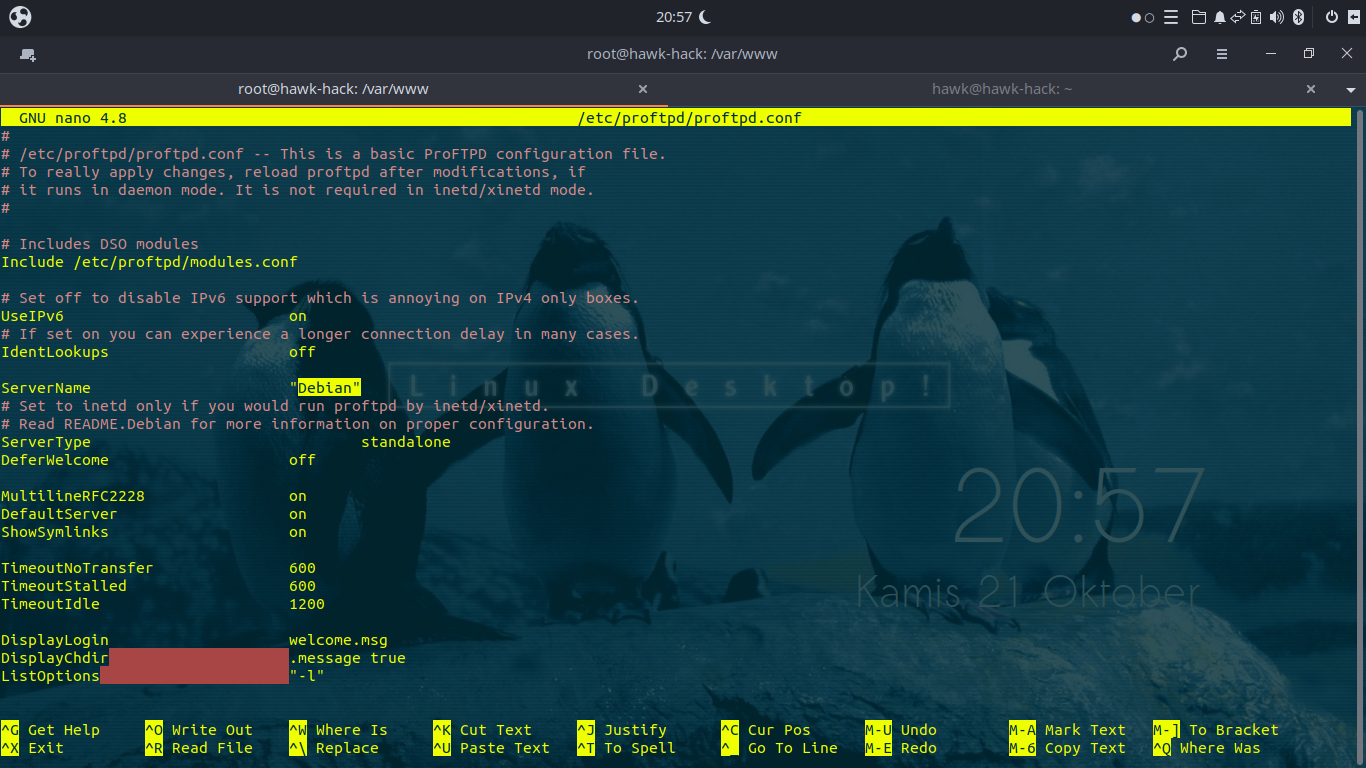 20:57
root@hawk-hack: /var/www
root@hawk-hack: /var/www
hawk@hawk-hack: ~
GNU nano 4.8 /etc/proftpd/proftpd.conf
#
# /etc/proftpd/proftpd.conf -- This is a basic ProFTPD configuration file.
# To really apply changes, reload proftpd after modifications, if
# it runs in daemon mode. It is not required in inetd/xinetd mode.
#
# Includes DSO modules
Include /etc/proftpd/modules.conf
# Set off to disable IPv6 support which is annoying on IPv4 only boxes.
UseIPv6 on
# If set on you can experience a longer connection delay in many cases.
IdentLookups off
ServerName "Debian"
# Set to inetd only if you would run proftpd by inetd/xinetd.
# Read README.Debian for more information on proper configuration.
ServerType standalone
DeferWelcome off
MultilineRFC2228 on
DefaultServer on
ShowSymlinks on
TimeoutNoTransfer 600
TimeoutStalled 600
TimeoutIdle 1200
DisplayLogin welcome.msg
DisplayChdir .message true
ListOptions "-l"
Linux Desktop!
20:57
Kamis 21 Oktober
^G Get Help ^O Write Out ^W Where Is ^K Cut Text ^J Justify ^C Cur Pos M-U Undo M-A Mark Text M-] To Bracket
^X Exit ^R Read File ^\ Replace ^U Paste Text ^T To Spell ^_ Go To Line M-E Redo M-6 Copy Text ^Q Where Was